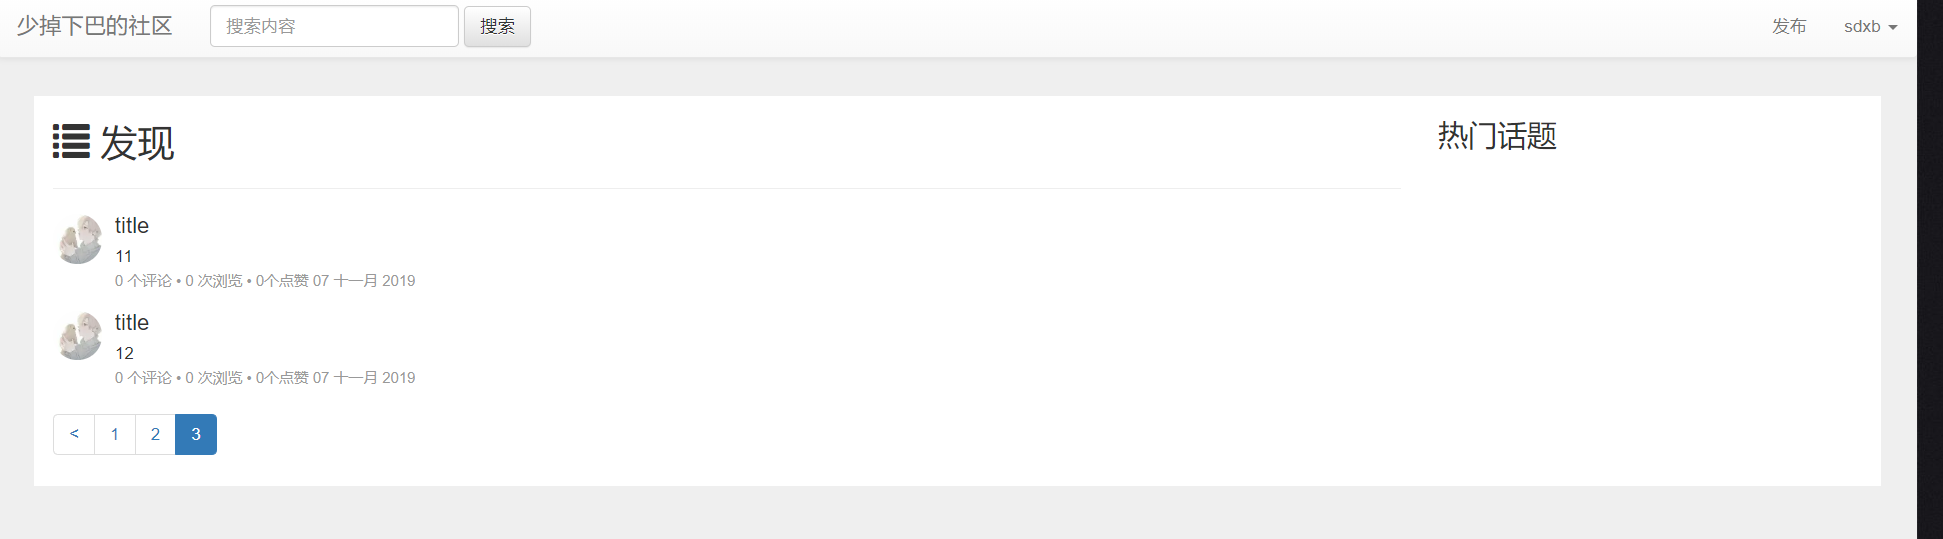 少掉下巴的社区 搜索内容 搜索 发布 sdxb
发现
热门话题
title
11
0 个评论 • 0 次浏览 • 0个点赞 07 十一月 2019
title
12
0 个评论 • 0 次浏览 • 0个点赞 07 十一月 2019
< 1 2 3